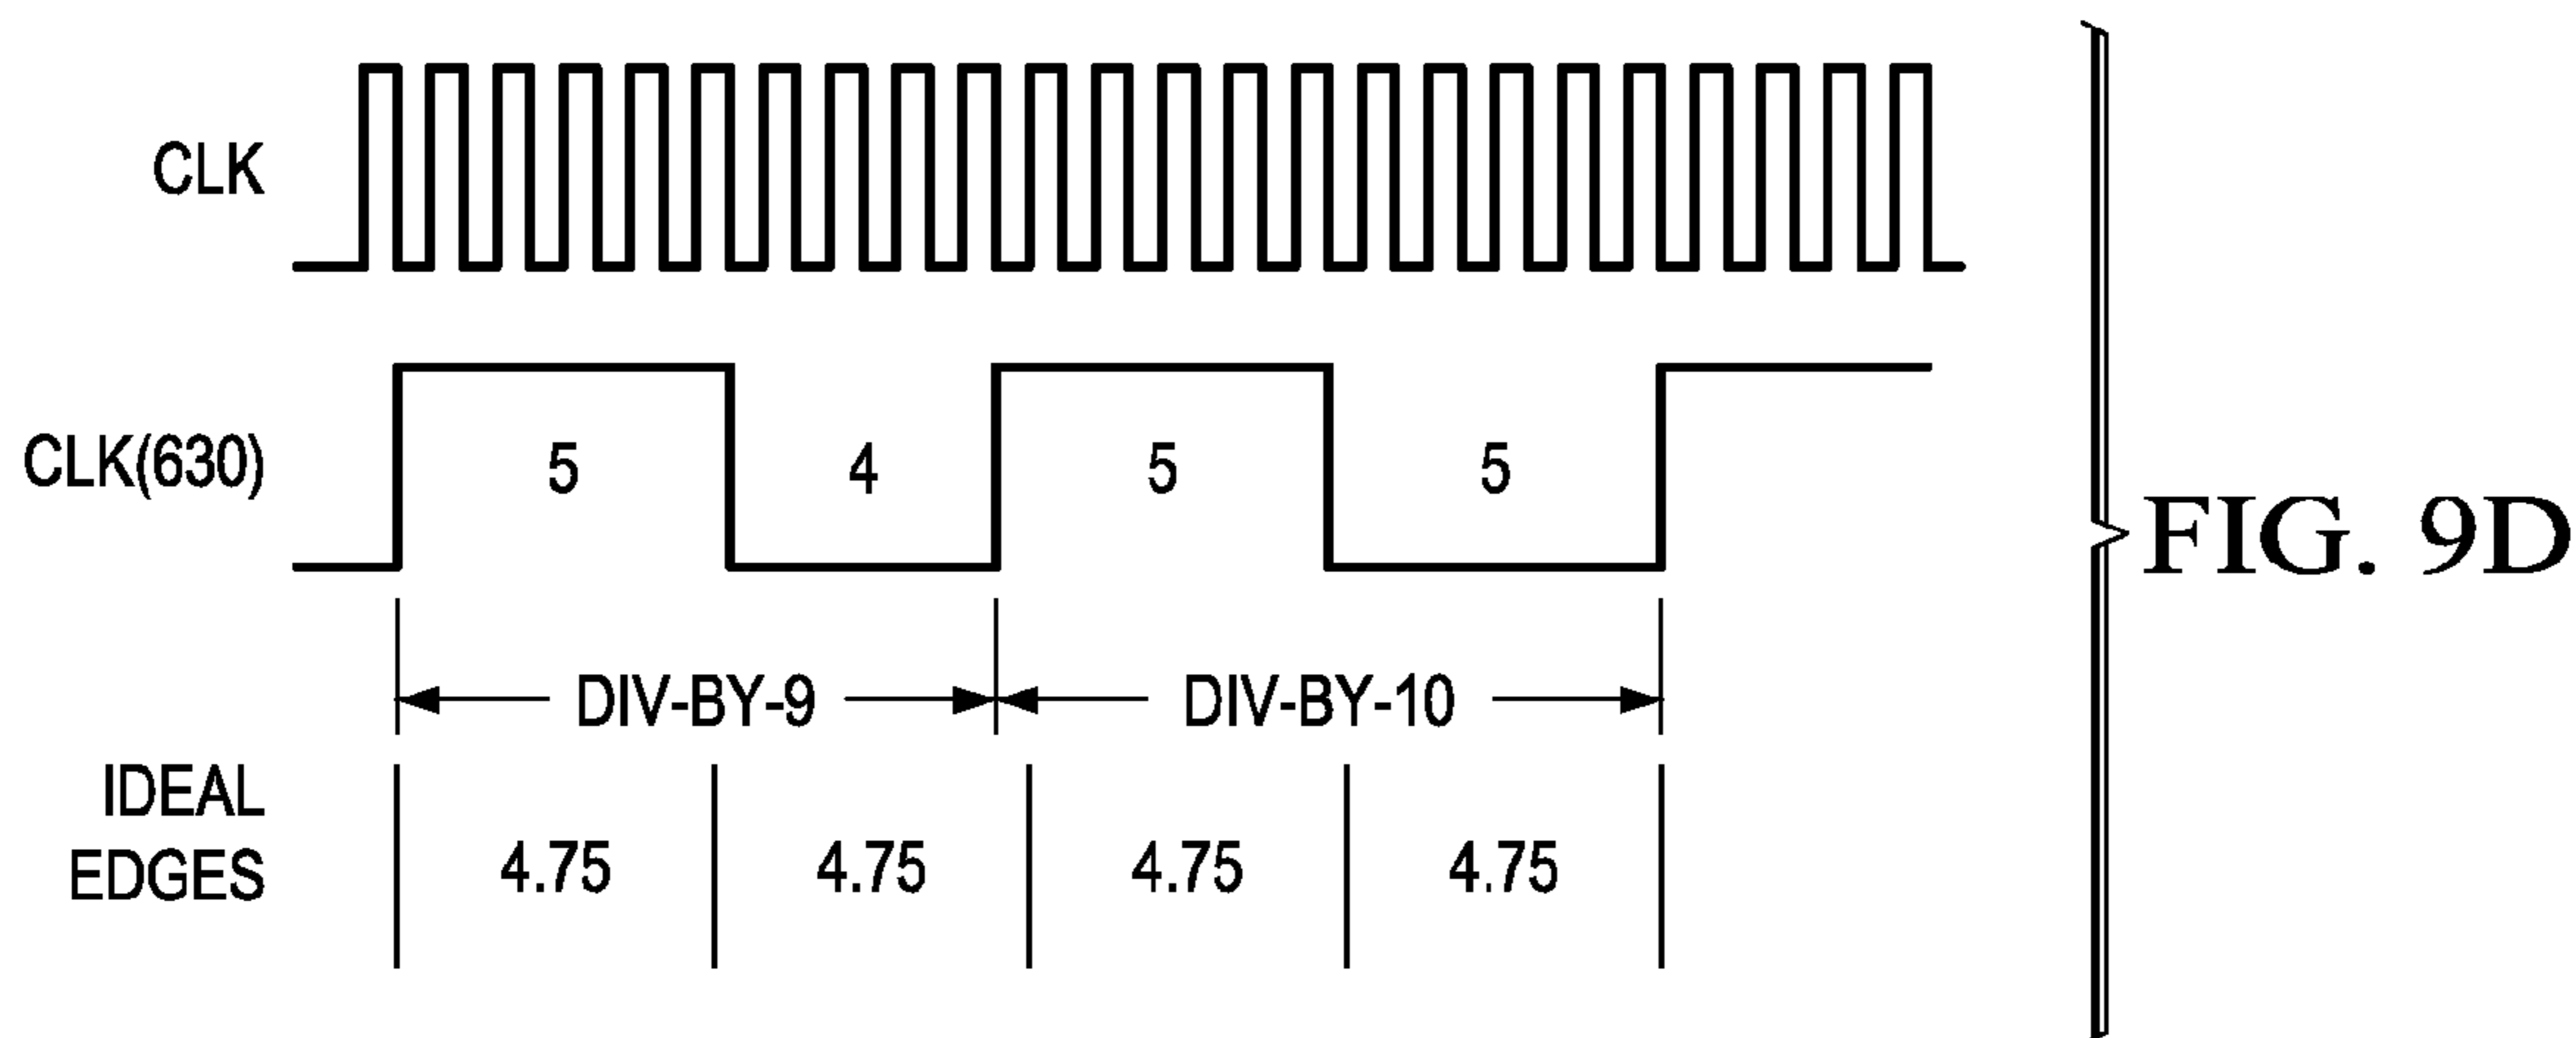 CLK
CLK(630)
5 4 5 5
DIV-BY-9 DIV-BY-10
IDEAL
EDGES
4.75 4.75 4.75 4.75
FIG. 9D